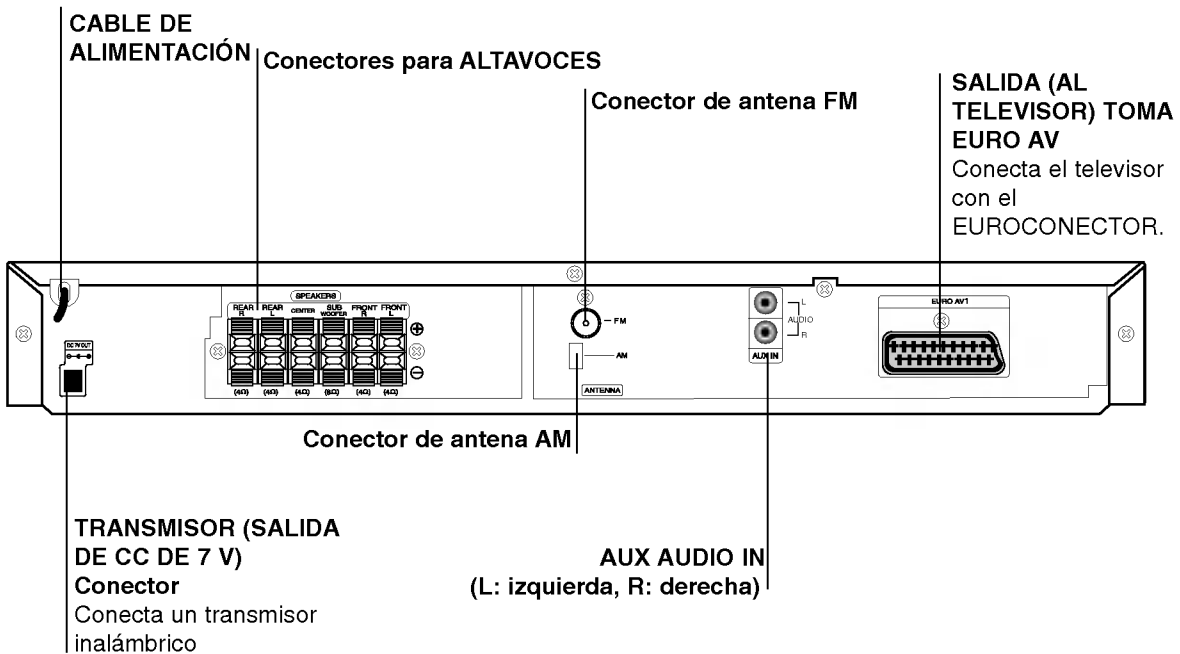 CABLE DE
ALIMENTACIÓN
Conectores para ALTAVOCES
Conector de antena FM
SALIDA (AL
TELEVISOR) TOMA
EURO AV
Conecta el televisor
con el
EUROCONECTOR.
SPEAKERS
REAR R
REAR L
CENTER
SUB WOOFER
FRONT R
FRONT L
+
−
(4Ω) (4Ω) (4Ω) (8Ω) (4Ω) (4Ω)
DC 7V OUT
FM
AM
ANTENNA
L
AUDIO
R
AUX IN
EURO AV1
Conector de antena AM
TRANSMISOR (SALIDA
DE CC DE 7 V)
Conector
Conecta un transmisor
inalámbrico
AUX AUDIO IN
(L: izquierda, R: derecha)